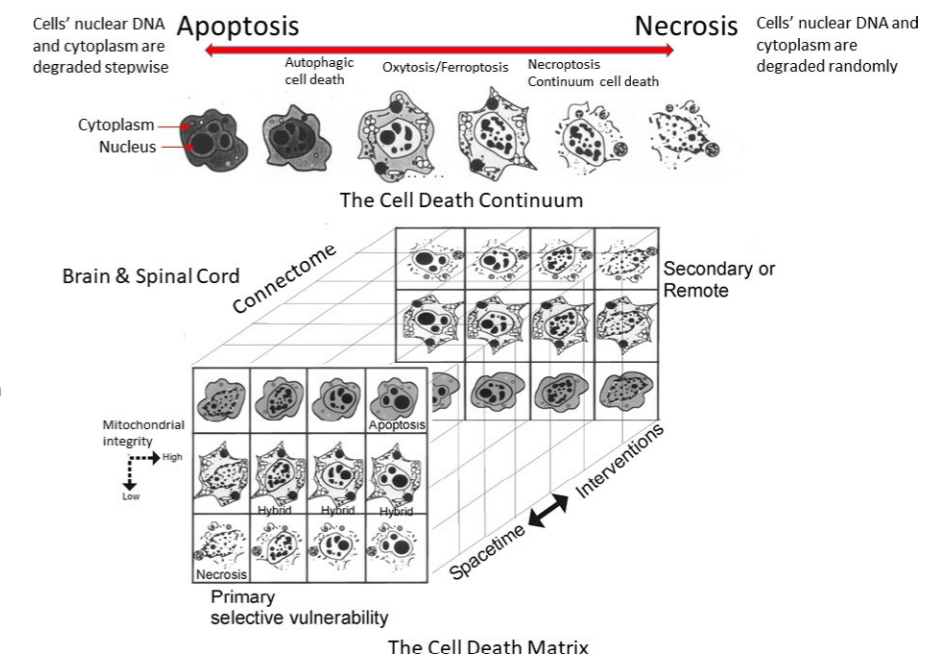 Cells' nuclear DNA
and cytoplasm are
degraded stepwise
Apoptosis
Necrosis
Cells' nuclear DNA and
cytoplasm are
degraded randomly
Autophagic
cell death
Oxytosis/Ferroptosis
Necroptosis
Continuum cell death
Cytoplasm
Nucleus
The Cell Death Continuum
Brain & Spinal Cord
Connectome
Secondary or
Remote
Mitochondrial
integrity
High
Low
Apoptosis
Hybrid
Hybrid
Hybrid
Necrosis
Interventions
Spacetime
Primary
selective vulnerability
The Cell Death Matrix